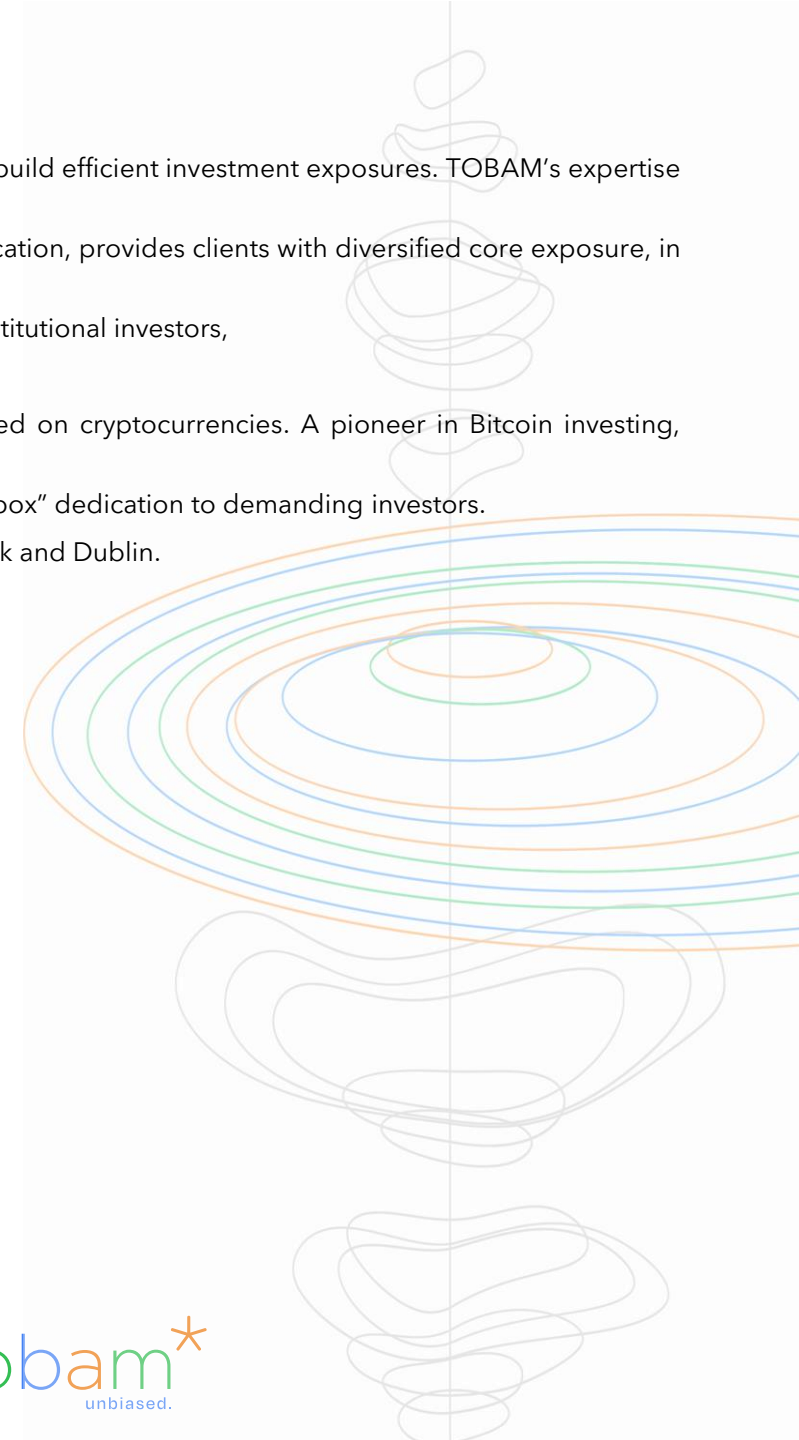 build efficient investment exposures. TOBAM’s expertise
cation, provides clients with diversified core exposure, in
titutional investors,
ed on cryptocurrencies. A pioneer in Bitcoin investing,
box” dedication to demanding investors.
k and Dublin.
obam*
unbiased.